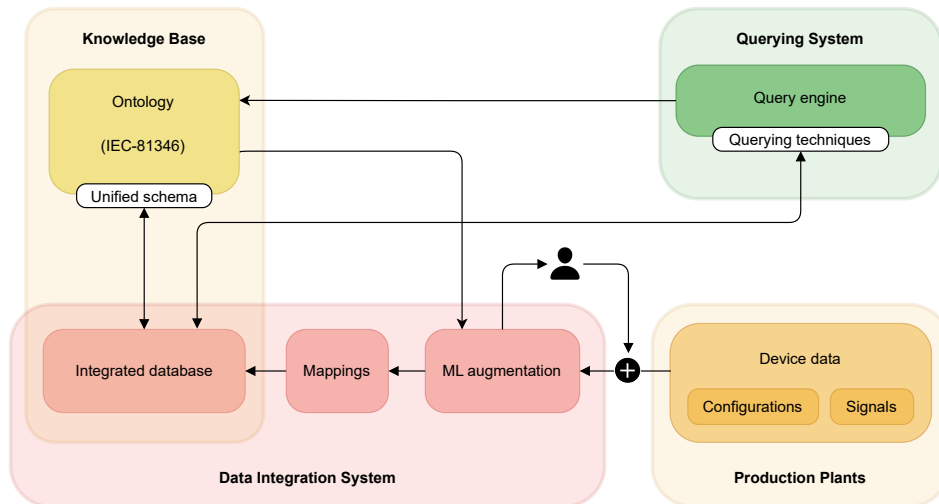 Knowledge Base
Querying System
Ontology
(IEC-81346)
Query engine
Querying techniques
Unified schema
Integrated database
Mappings
ML augmentation
Device data
Configurations
Signals
Data Integration System
Production Plants